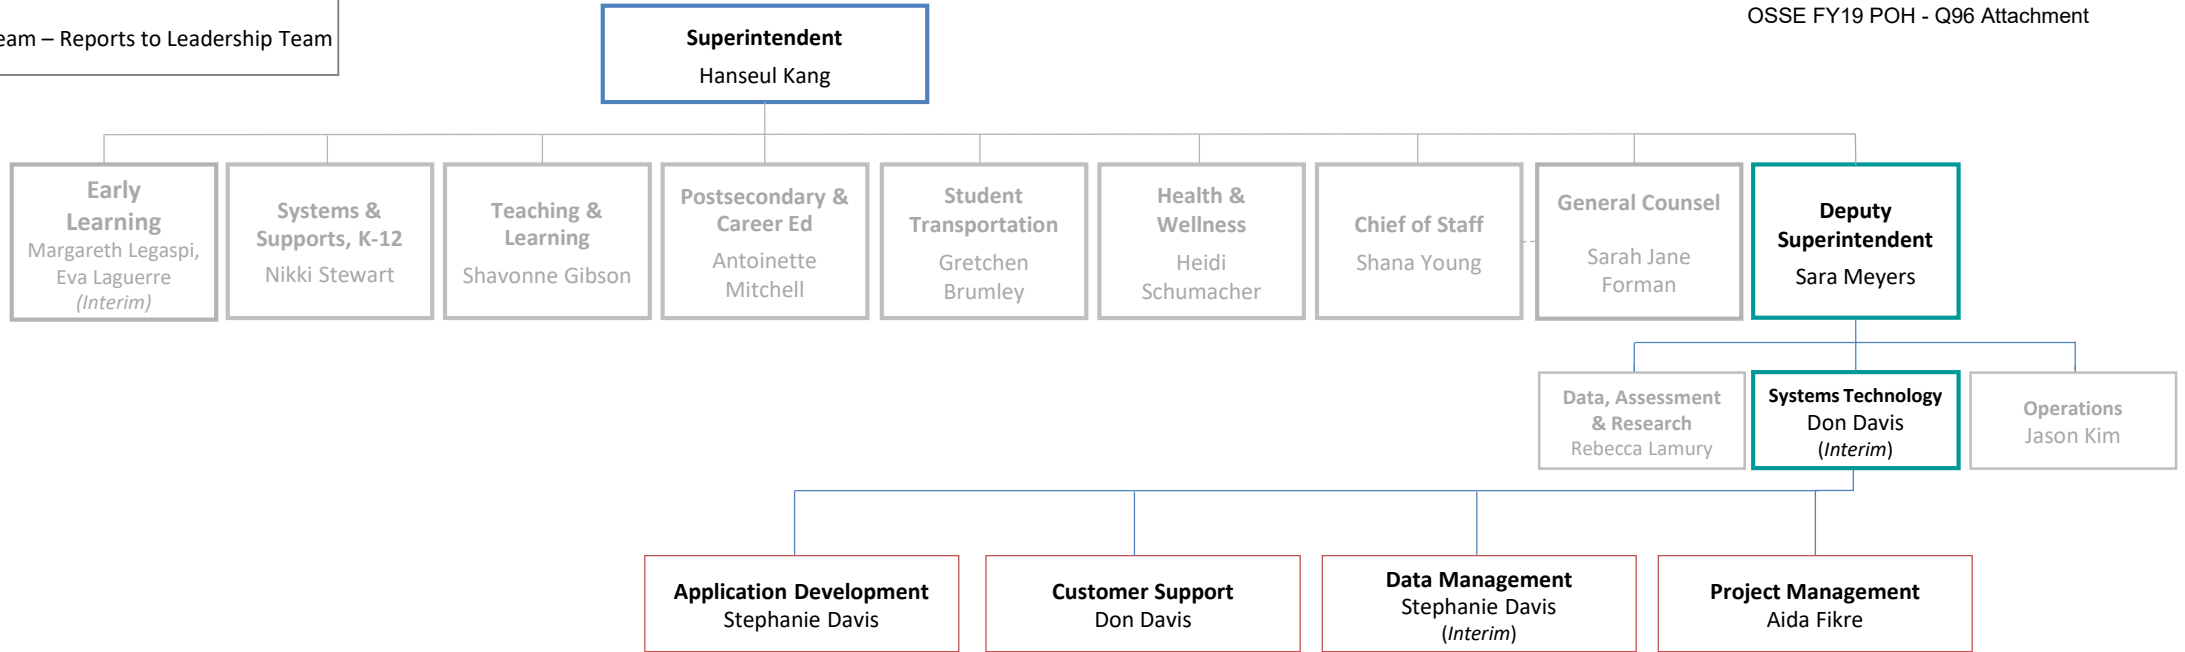 OSSE FY19 POH - Q96 Attachment
eam – Reports to Leadership Team
Superintendent
Hanseul Kang
Early
Learning
Margareth Legaspi,
Eva Laguerre
(Interim)
Systems &
Supports, K-12
Nikki Stewart
Teaching &
Learning
Shavonne Gibson
Postsecondary &
Career Ed
Antoinette
Mitchell
Student
Transportation
Gretchen
Brumley
Health &
Wellness
Heidi
Schumacher
Chief of Staff
Shana Young
General Counsel
Sarah Jane
Forman
Deputy
Superintendent
Sara Meyers
Data, Assessment
& Research
Rebecca Lamury
Systems Technology
Don Davis
(Interim)
Operations
Jason Kim
Application Development
Stephanie Davis
Customer Support
Don Davis
Data Management
Stephanie Davis
(Interim)
Project Management
Aida Fikre